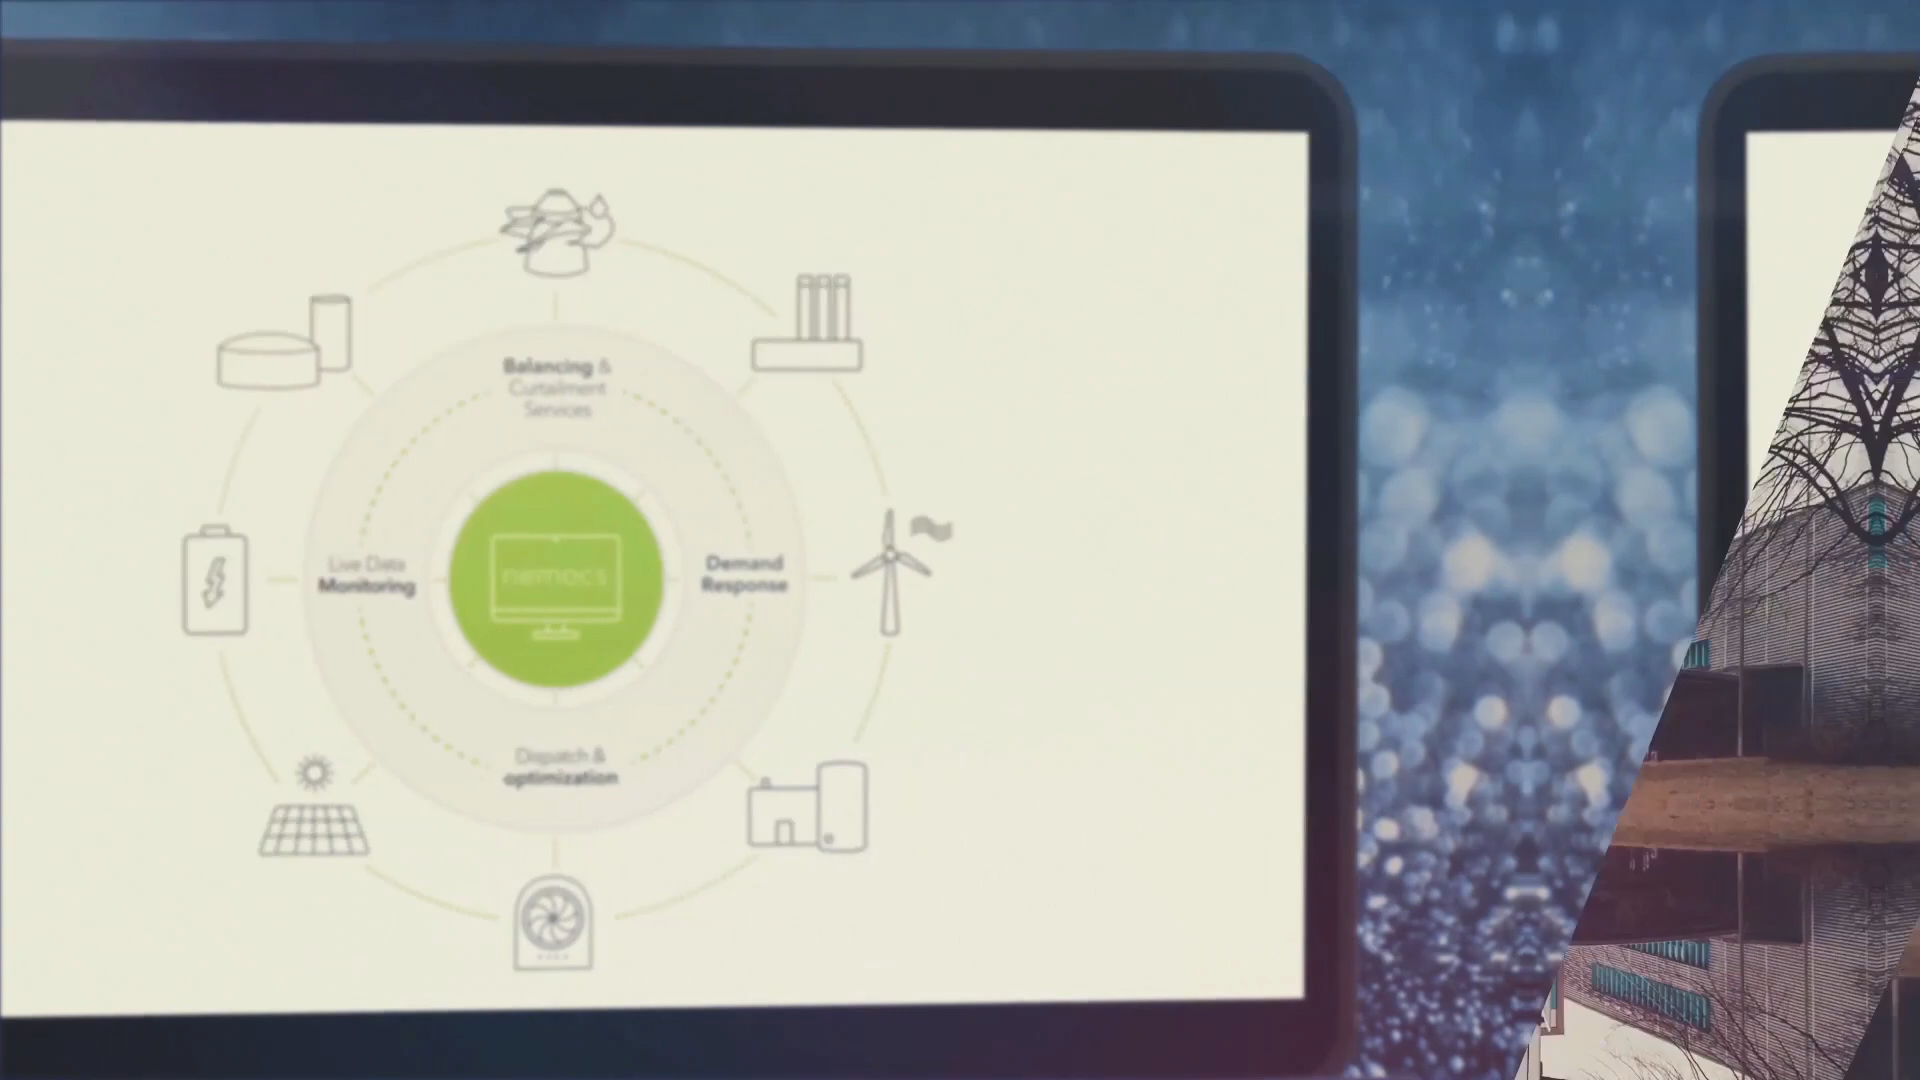 Balancing &
Curtailment
Services
Live Data
Monitoring
nemocs
Demand
Response
Dispatch &
optimization